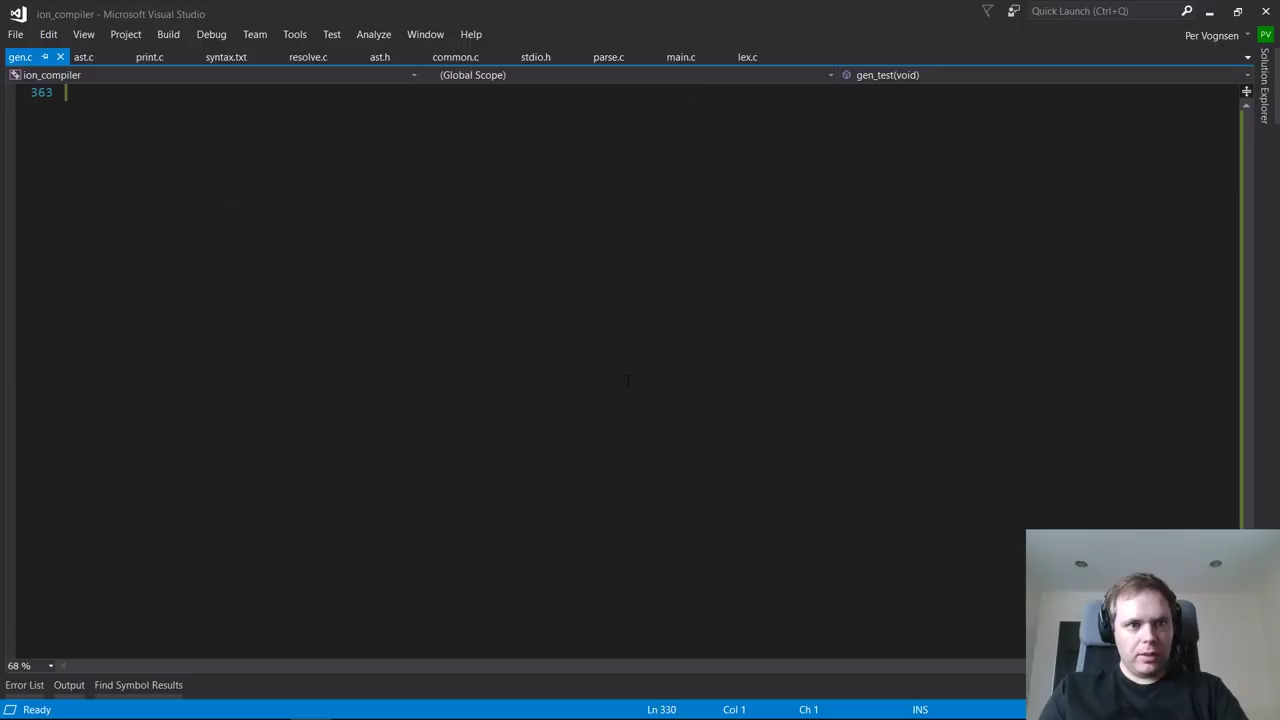 ion_compiler - Microsoft Visual Studio
Quick Launch (Ctrl+Q)
File Edit View Project Build Debug Team Tools Test Analyze Window Help
Per Vognsen
PV
gen.c ast.c print.c syntax.txt resolve.c ast.h common.c stdio.h parse.c main.c lex.c
ion_compiler (Global Scope) gen_test(void)
Solution Explorer
363
68 %
Error List Output Find Symbol Results
Ready Ln 330 Col 1 Ch 1 INS